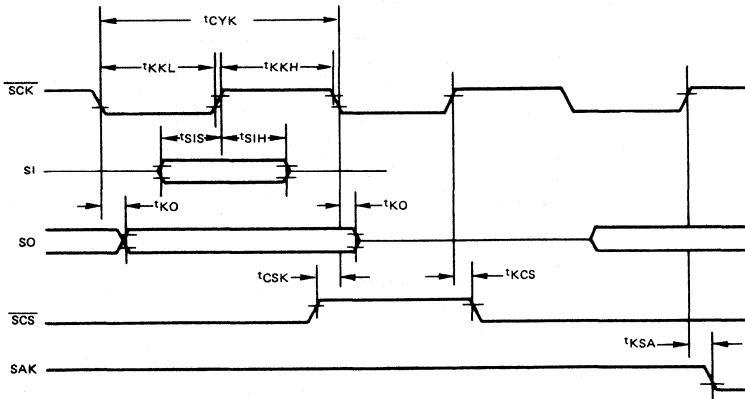 tCYK
tKKL
tKKH
SCK
tSIS
tSIH
SI
tKO
tKO
SO
tCSK
tKCS
SCS
tKSA
SAK